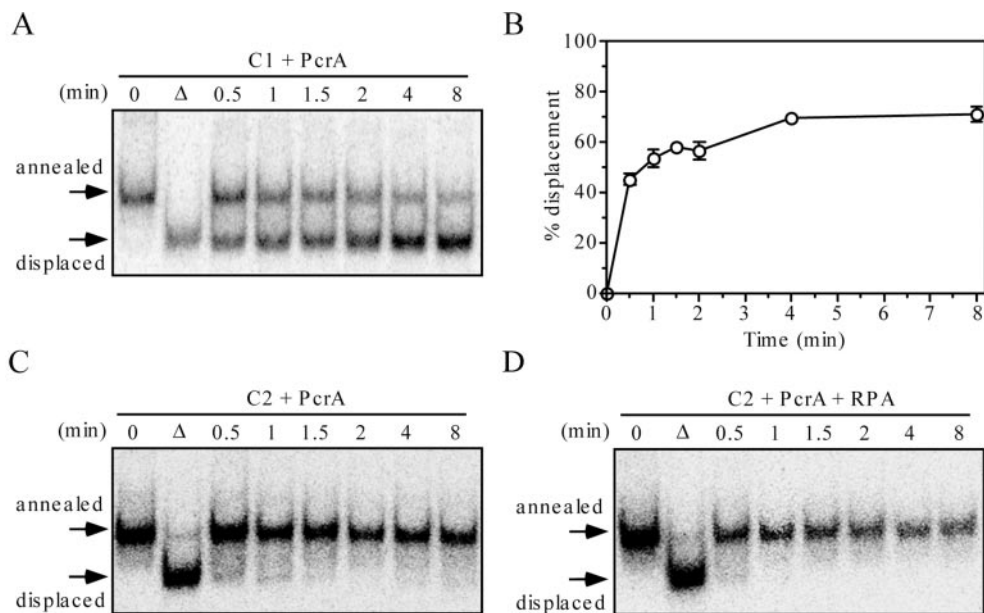 A
C1 + PcrA
(min) 0 Δ 0.5 1 1.5 2 4 8
annealed
displaced
B
100
80
60
40
20
0
% displacement
0 1 2 3 4 5 6 7 8
Time (min)
C
C2 + PcrA
(min) 0 Δ 0.5 1 1.5 2 4 8
annealed
displaced
D
C2 + PcrA + RPA
(min) 0 Δ 0.5 1 1.5 2 4 8
annealed
displaced